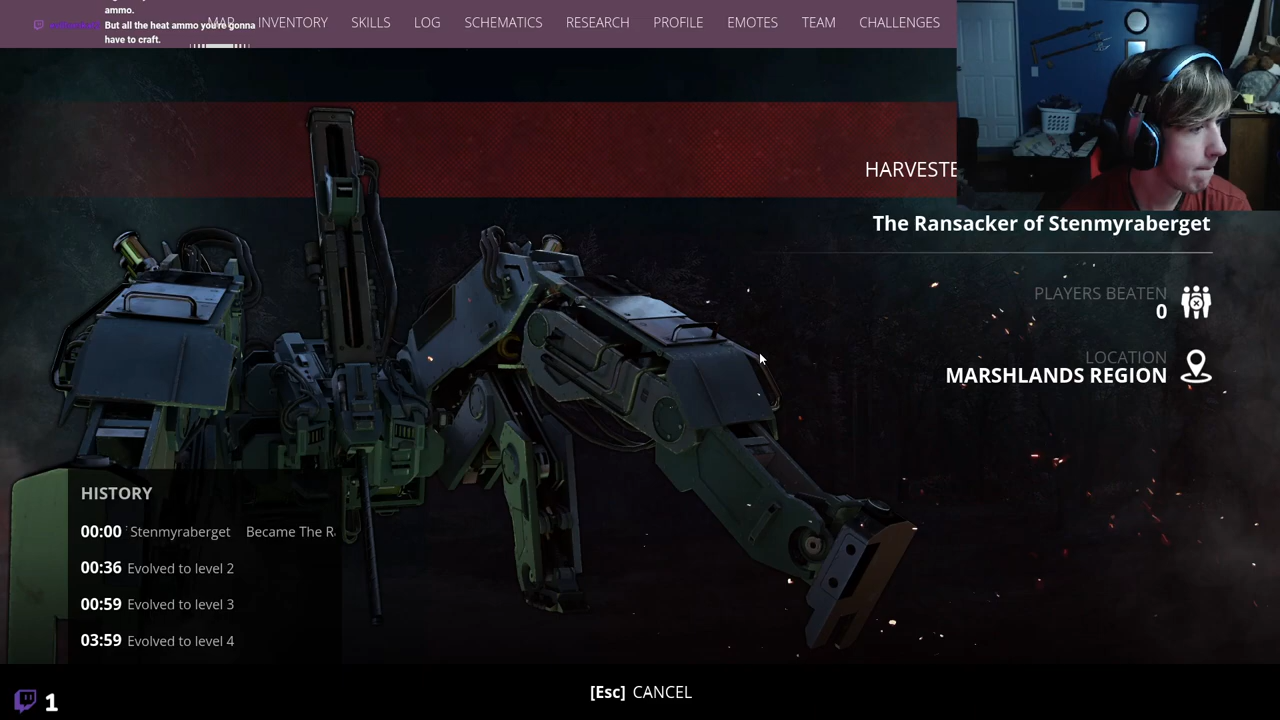 ammo.
But all the heat ammo you're gonna
have to craft.
MAP
INVENTORY
SKILLS
LOG
SCHEMATICS
RESEARCH
PROFILE
EMOTES
TEAM
CHALLENGES
HARVESTE
The Ransacker of Stenmyraberget
PLAYERS BEATEN
0
LOCATION
MARSHLANDS REGION
HISTORY
00:00 Stenmyraberget Became The R
00:36 Evolved to level 2
00:59 Evolved to level 3
03:59 Evolved to level 4
1
[Esc] CANCEL